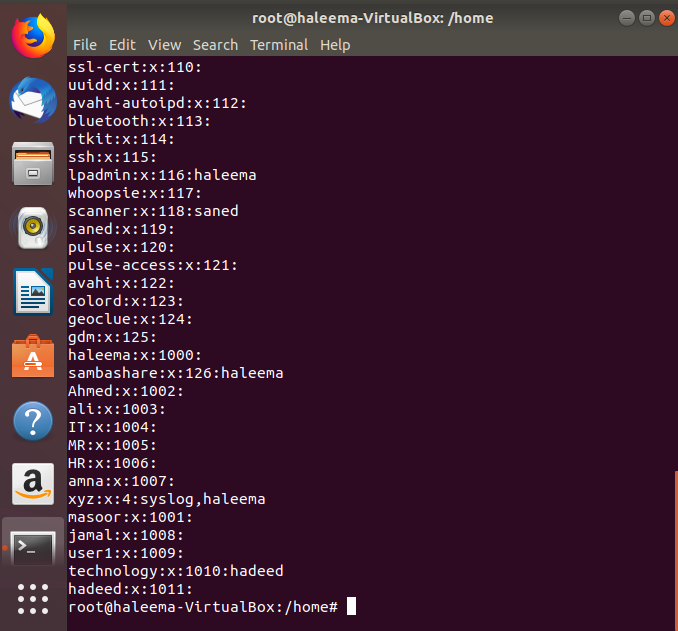 root@haleema-VirtualBox: /home
File Edit View Search Terminal Help
ssl-cert:x:110:
uuidd:x:111:
avahi-autoipd:x:112:
bluetooth:x:113:
rtkit:x:114:
ssh:x:115:
lpadmin:x:116:haleema
whoopsie:x:117:
scanner:x:118:saned
saned:x:119:
pulse:x:120:
pulse-access:x:121:
avahi:x:122:
colord:x:123:
geoclue:x:124:
gdm:x:125:
haleema:x:1000:
sambashare:x:126:haleema
Ahmed:x:1002:
ali:x:1003:
IT:x:1004:
MR:x:1005:
HR:x:1006:
amna:x:1007:
xyz:x:4:syslog,haleema
masoor:x:1001:
jamal:x:1008:
user1:x:1009:
technology:x:1010:hadeed
hadeed:x:1011:
root@haleema-VirtualBox:/home#